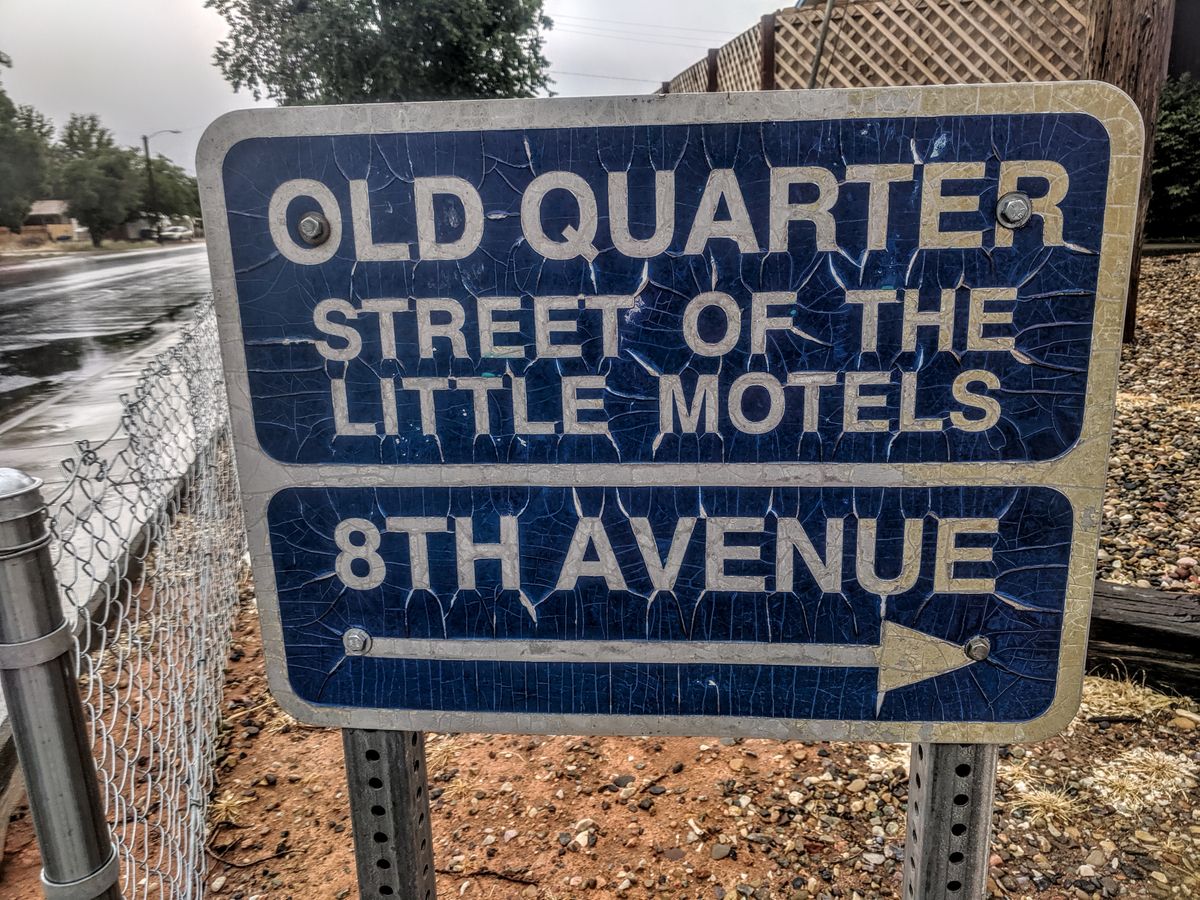 OLD QUARTER
STREET OF THE
LITTLE MOTELS
8TH AVENUE